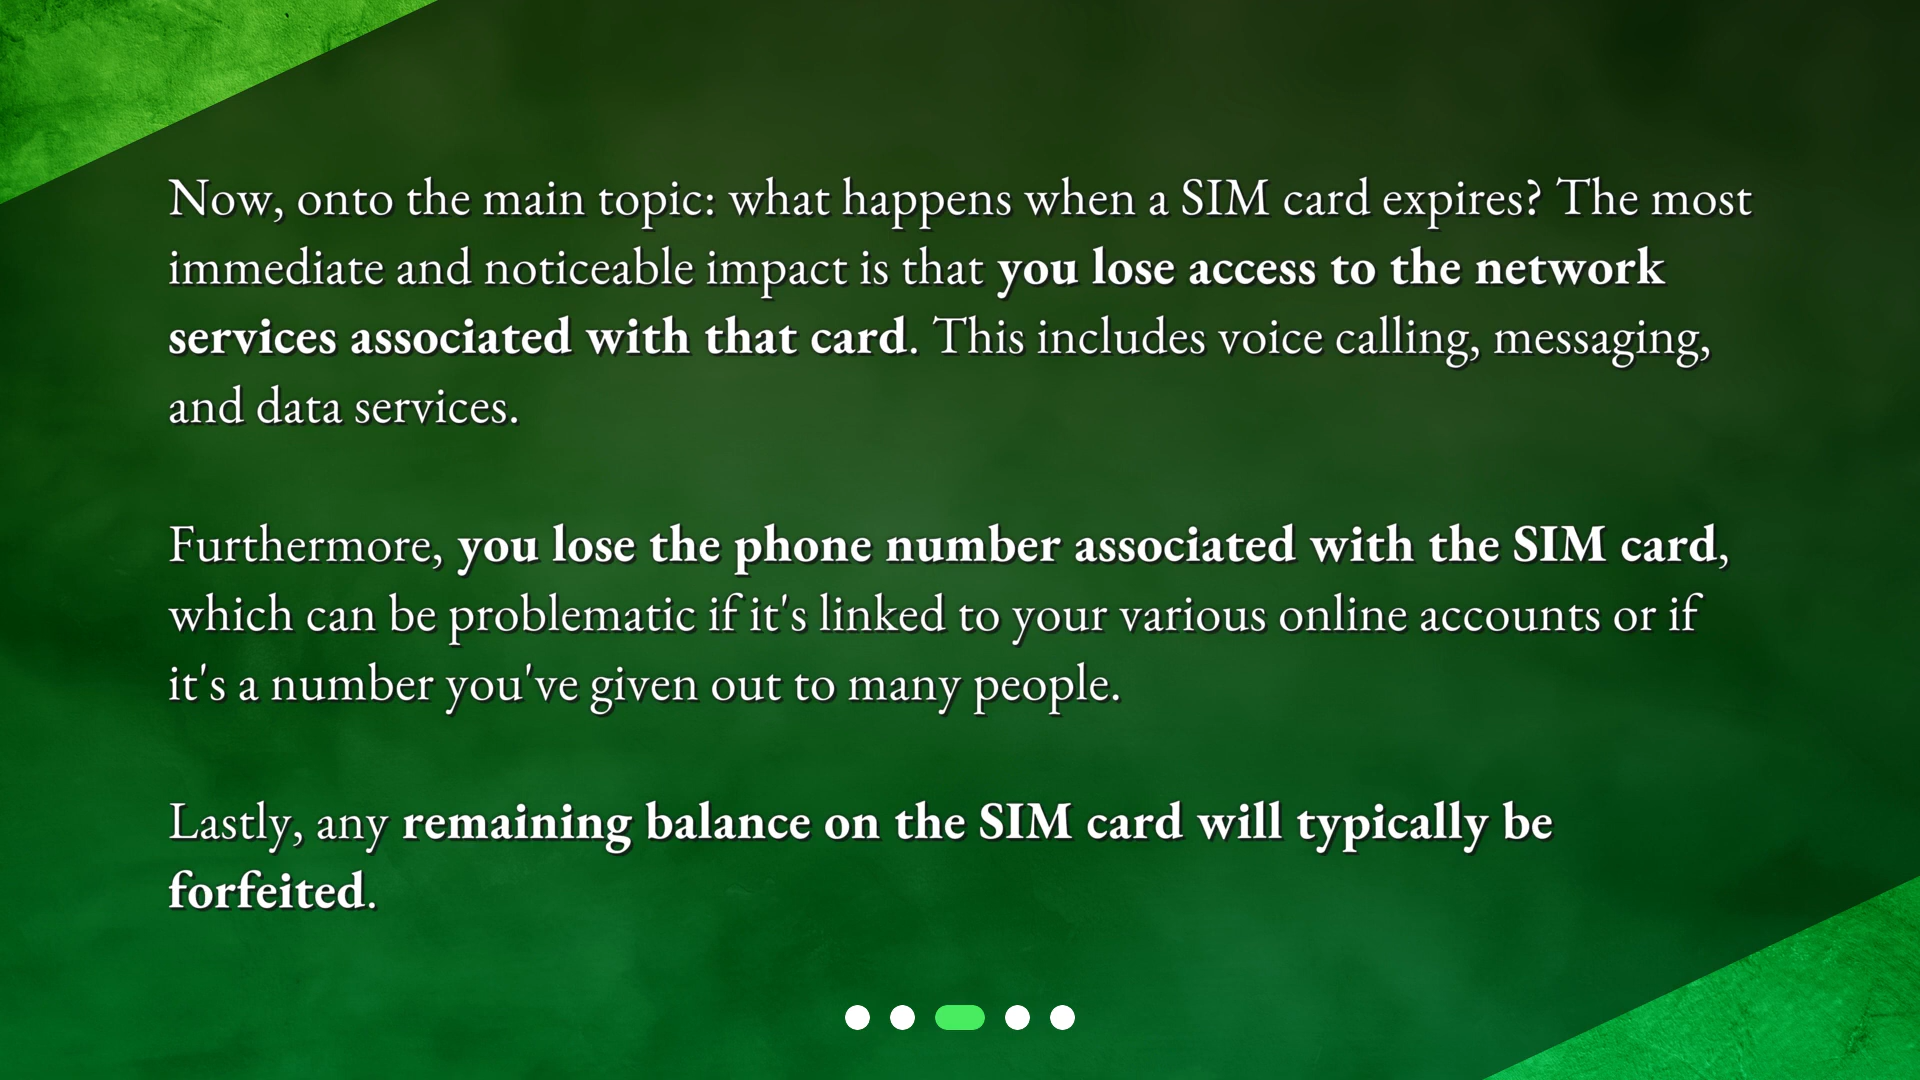 Now, onto the main topic: what happens when a SIM card expires? The most
immediate and noticeable impact is that you lose access to the network
services associated with that card. This includes voice calling, messaging,
and data services.
Furthermore, you lose the phone number associated with the SIM card,
which can be problematic if it's linked to your various online accounts or if
it's a number you've given out to many people.
Lastly, any remaining balance on the SIM card will typically be
forfeited.